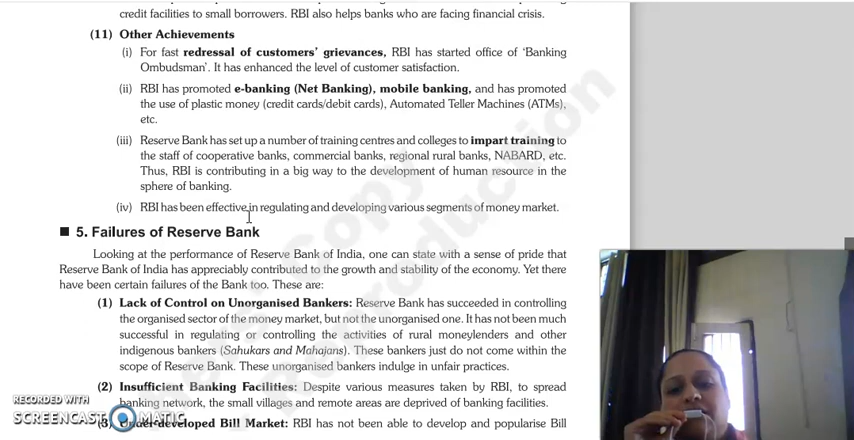 credit facilities to small borrowers. RBI also helps banks who are facing financial crisis.
(11) Other Achievements
(i) For fast redressal of customers' grievances, RBI has started office of 'Banking
Ombudsman'. It has enhanced the level of customer satisfaction.
(ii) RBI has promoted e-banking (Net Banking), mobile banking, and has promoted
the use of plastic money (credit cards/debit cards), Automated Teller Machines (ATMs),
etc.
(iii) Reserve Bank has set up a number of training centres and colleges to impart training to
the staff of cooperative banks, commercial banks, regional rural banks, NABARD, etc.
Thus, RBI is contributing in a big way to the development of human resource in the
sphere of banking.
(iv) RBI has been effective in regulating and developing various segments of money market.
5. Failures of Reserve Bank
Looking at the performance of Reserve Bank of India, one can state with a sense of pride that
Reserve Bank of India has appreciably contributed to the growth and stability of the economy. Yet there
have been certain failures of the Bank too. These are:
(1) Lack of Control on Unorganised Bankers: Reserve Bank has succeeded in controlling
the organised sector of the money market, but not the unorganised one. It has not been much
successful in regulating or controlling the activities of rural moneylenders and other
indigenous bankers (Sahukars and Mahajans). These bankers just do not come within the
scope of Reserve Bank. These unorganised bankers indulge in unfair practices.
(2) Insufficient Banking Facilities: Despite various measures taken by RBI, to spread
banking network, the small villages and remote areas are deprived of banking facilities.
(3) Under-developed Bill Market: RBI has not been able to develop and popularise Bill
RECORDED WITH
SCREENCAST MATIC